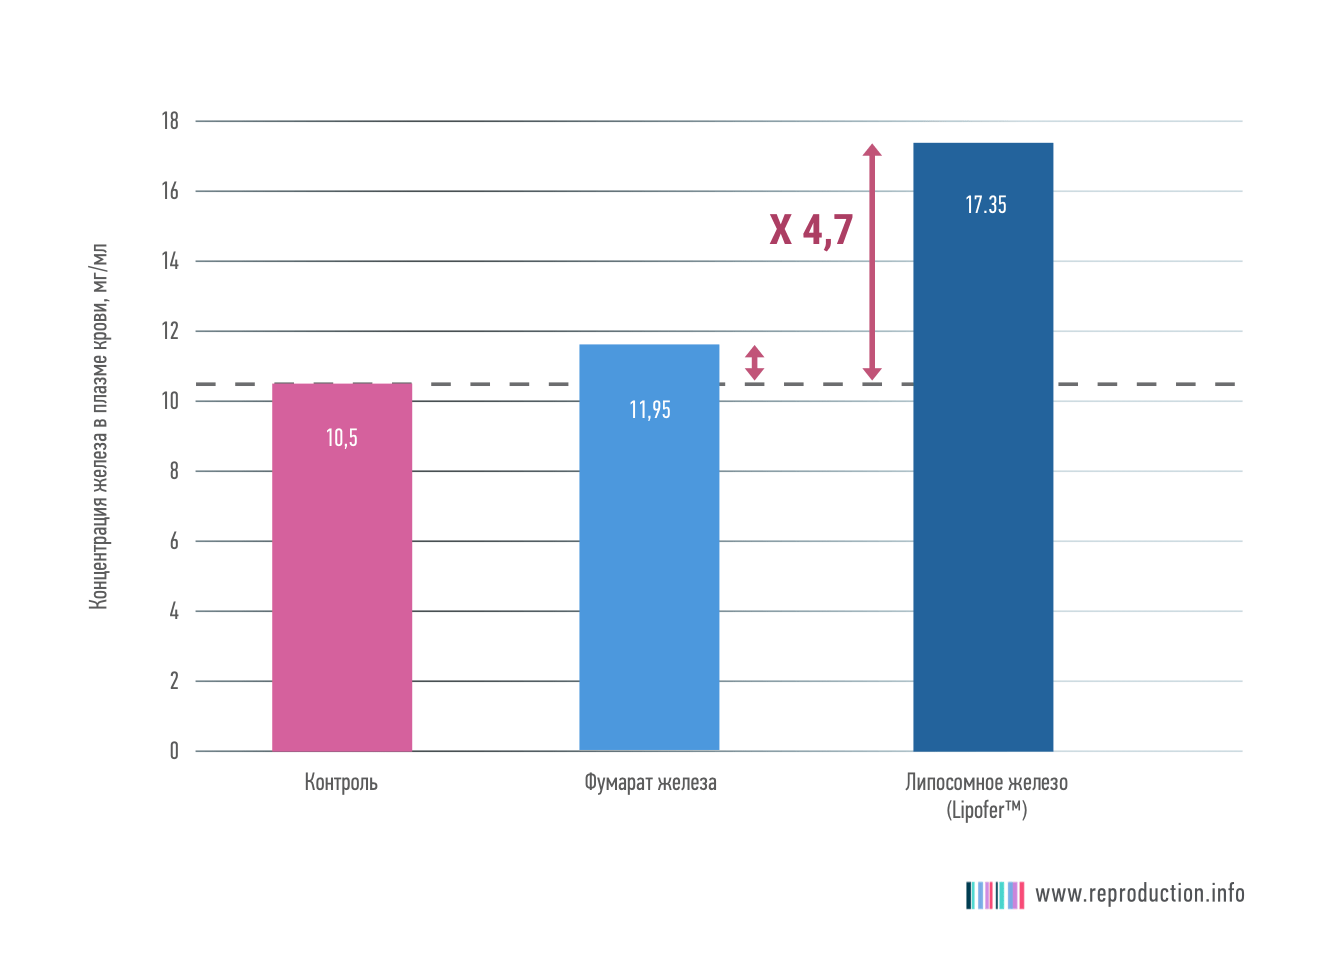 Концентрация железа в плазме крови, мг/мл
18
16
14
12
10
8
6
4
2
0
X 4,7
10,5
11,95
17.35
Контроль
Фумарат железа
Липосомное железо
(Lipofer™)
www.reproduction.info